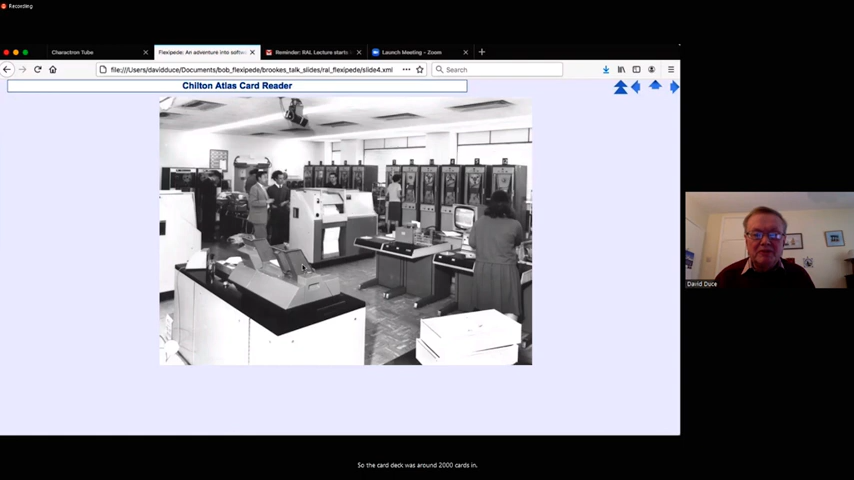 Recording
Charactron Tube
Flexipede: An adventure into softw
Reminder: RAL Lecture starts
Launch Meeting - Zoom
file:///Users/davidduce/Documents/bob_flexipede/brookes_talk_slides/ral_flexipede/slide4.xml
Search
Chilton Atlas Card Reader
David Duce
So the card deck was around 2000 cards in.